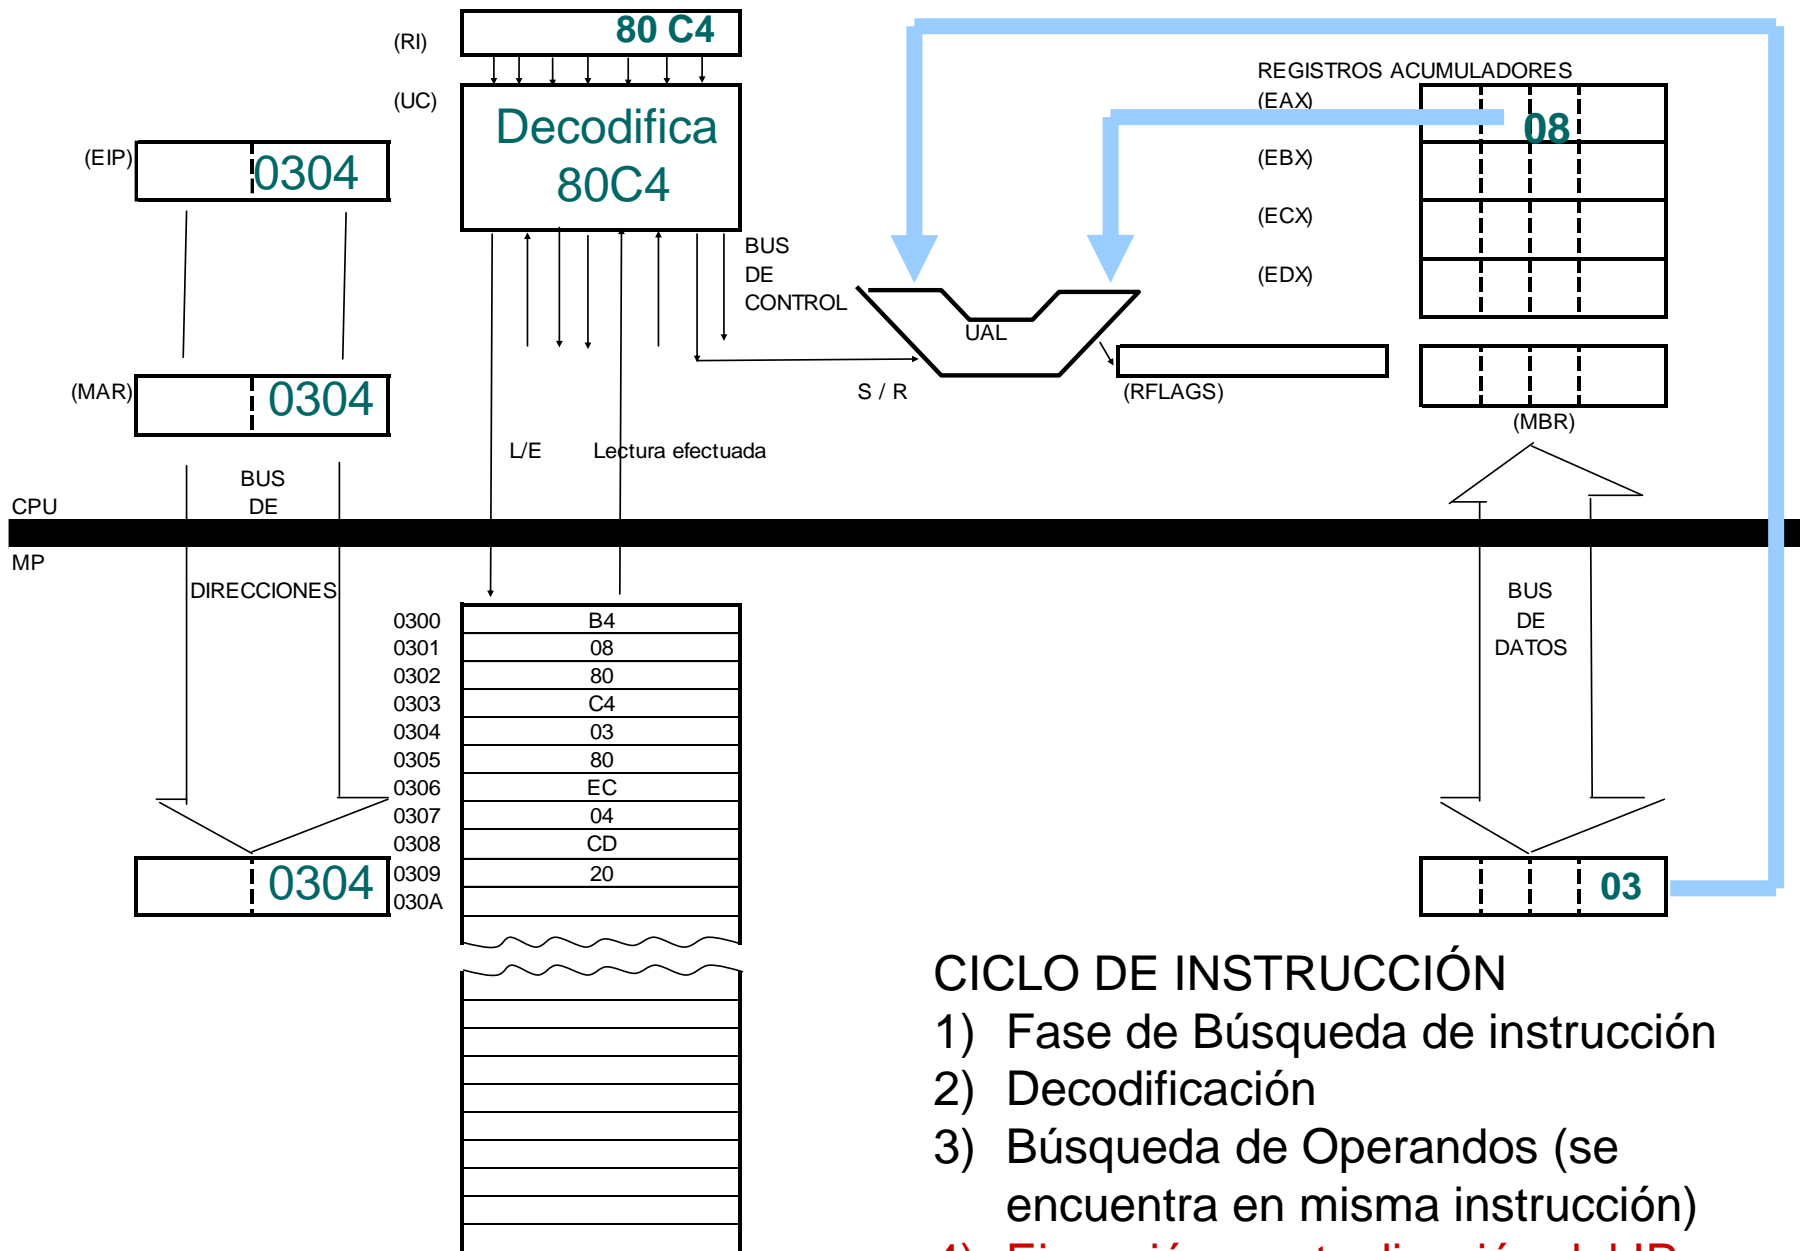 (RI)
80 C4
(UC)
Decodifica
80C4
REGISTROS ACUMULADORES
(EAX)
08
(EBX)
(ECX)
(EDX)
(EIP)
0304
BUS
DE
CONTROL
UAL
S / R
(RFLAGS)
(MAR)
0304
(MBR)
L/E
Lectura efectuada
BUS
DE
CPU
MP
DIRECCIONES
BUS
DE
DATOS
0300 B4
0301 08
0302 80
0303 C4
0304 03
0305 80
0306 EC
0307 04
0308 CD
0309 20
030A
0304
03
CICLO DE INSTRUCCIÓN
1) Fase de Búsqueda de instrucción
2) Decodificación
3) Búsqueda de Operandos (se
encuentra en misma instrucción)